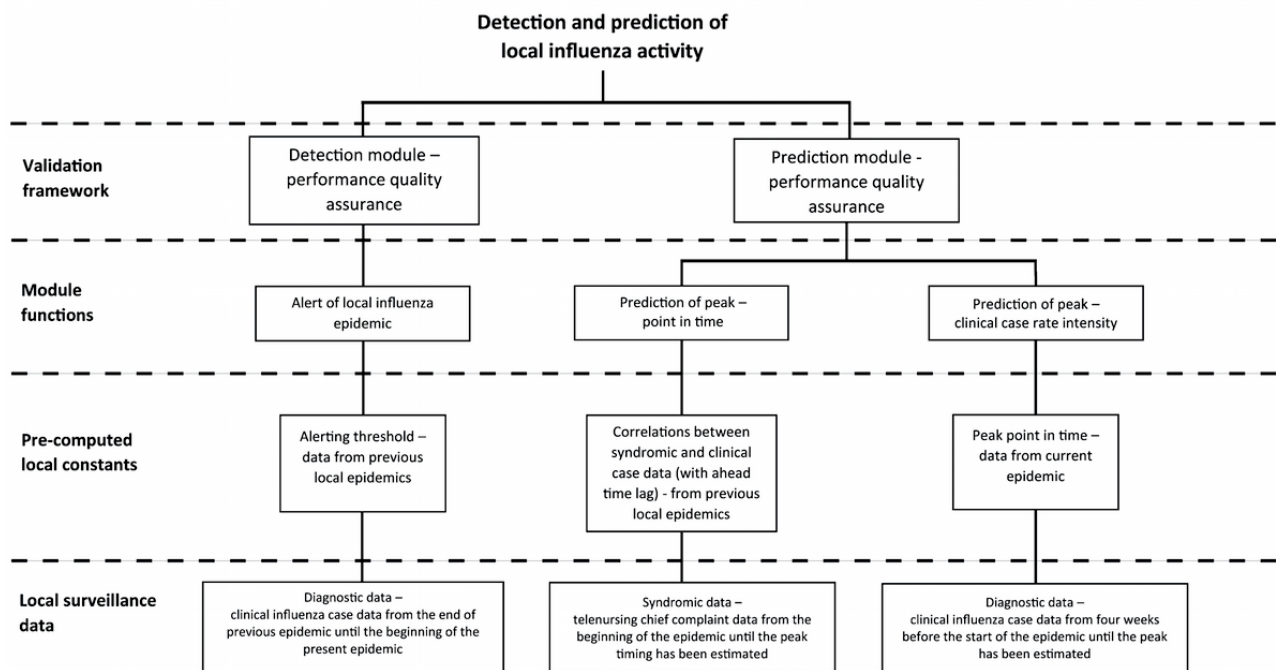 Detection and prediction of
local influenza activity
Validation
framework
Detection module –
performance quality
assurance
Prediction module -
performance quality
assurance
Module
functions
Alert of local influenza
epidemic
Prediction of peak –
point in time
Prediction of peak –
clinical case rate intensity
Pre-computed
local constants
Alerting threshold –
data from previous
local epidemics
Correlations between
syndromic and clinical
case data (with ahead
time lag) - from previous
local epidemics
Peak point in time –
data from current
epidemic
Local surveillance
data
Diagnostic data –
clinical influenza case data from the end of
previous epidemic until the beginning of the
present epidemic
Syndromic data –
telenursing chief complaint data from the
beginning of the epidemic until the peak
timing has been estimated
Diagnostic data –
clinical influenza case data from four weeks
before the start of the epidemic until the peak
has been estimated